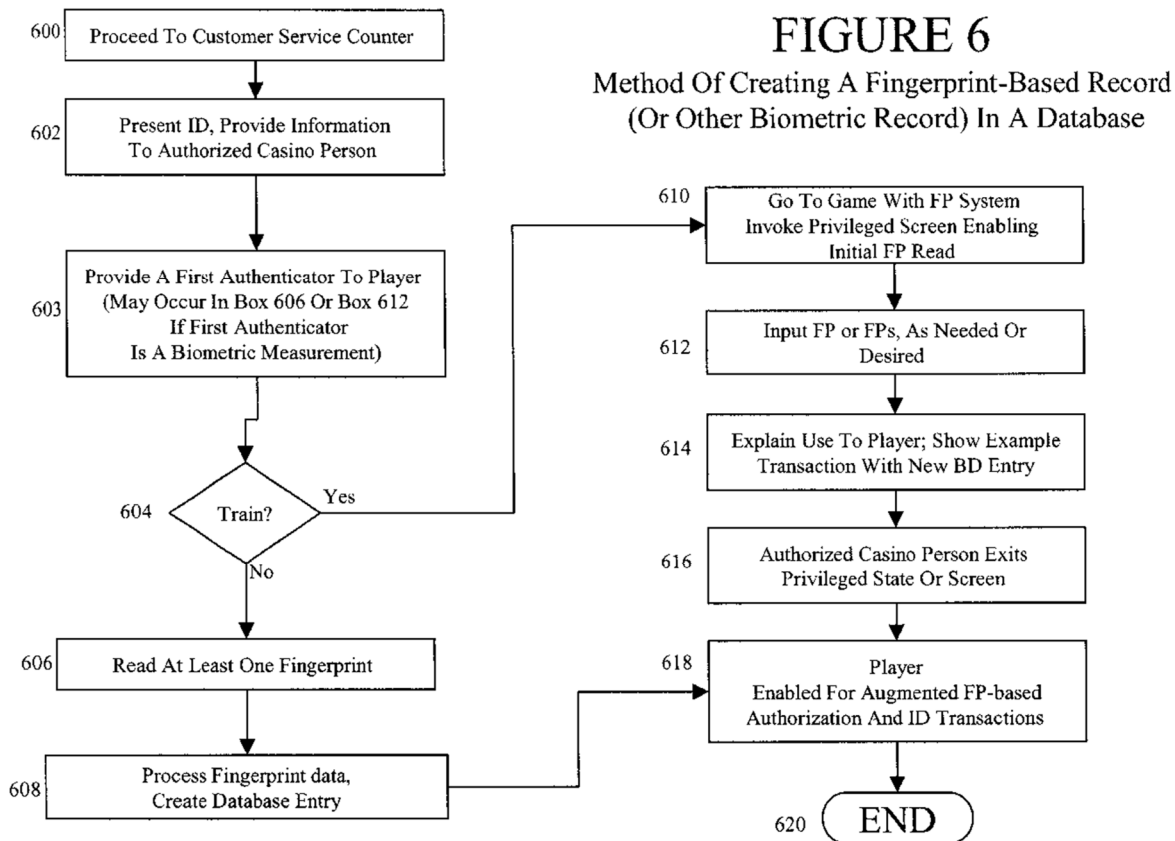 FIGURE 6
Method Of Creating A Fingerprint-Based Record
(Or Other Biometric Record) In A Database
600
Proceed To Customer Service Counter
602
Present ID, Provide Information
To Authorized Casino Person
603
Provide A First Authenticator To Player
(May Occur In Box 606 Or Box 612
If First Authenticator
Is A Biometric Measurement)
604
Train?
Yes
No
606
Read At Least One Fingerprint
608
Process Fingerprint data,
Create Database Entry
610
Go To Game With FP System
Invoke Privileged Screen Enabling
Initial FP Read
612
Input FP or FPs, As Needed Or
Desired
614
Explain Use To Player; Show Example
Transaction With New BD Entry
616
Authorized Casino Person Exits
Privileged State Or Screen
618
Player
Enabled For Augmented FP-based
Authorization And ID Transactions
620
END